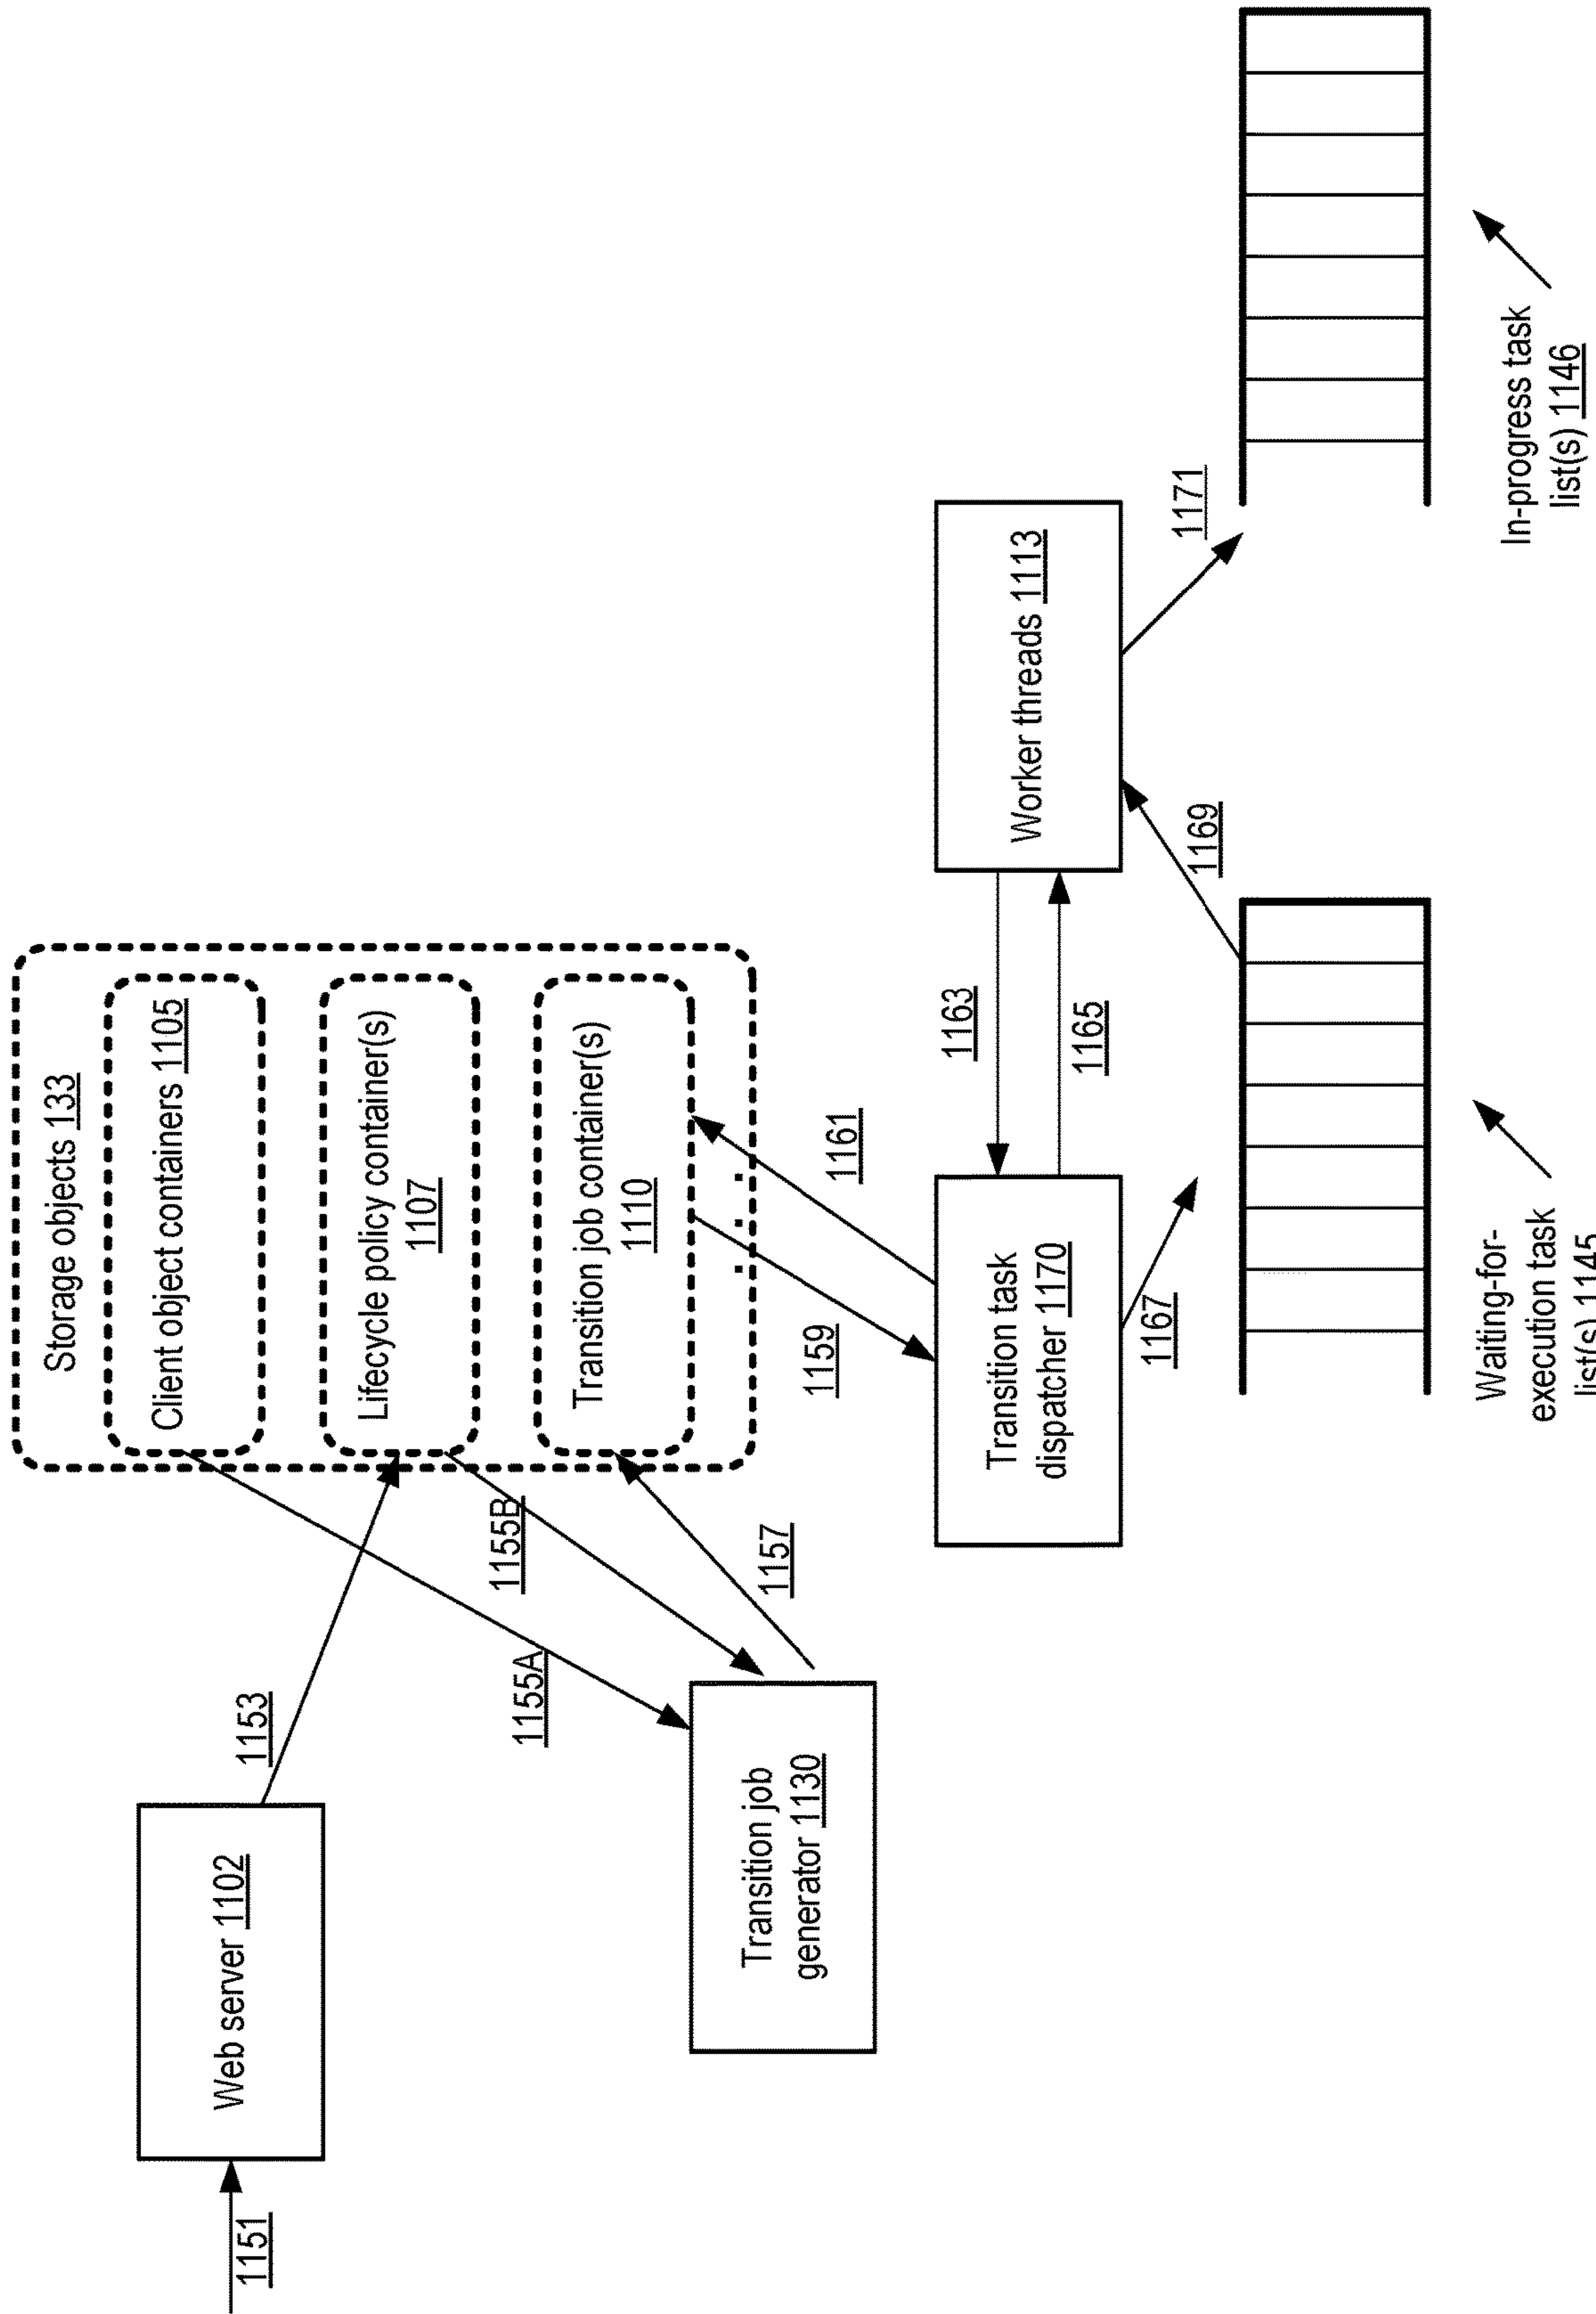 1151
Web server 1102
1153
Storage objects 133
Client object containers 1105
Lifecycle policy container(s)
1107
Transition job container(s)
1110
. . .
1155A
1155B
1157
Transition job
generator 1130
1159
1161
Transition task
dispatcher 1170
1163
1165
Worker threads 1113
1167
1169
1171
Waiting-for-
execution task
list(s) 1145
In-progress task
list(s) 1146